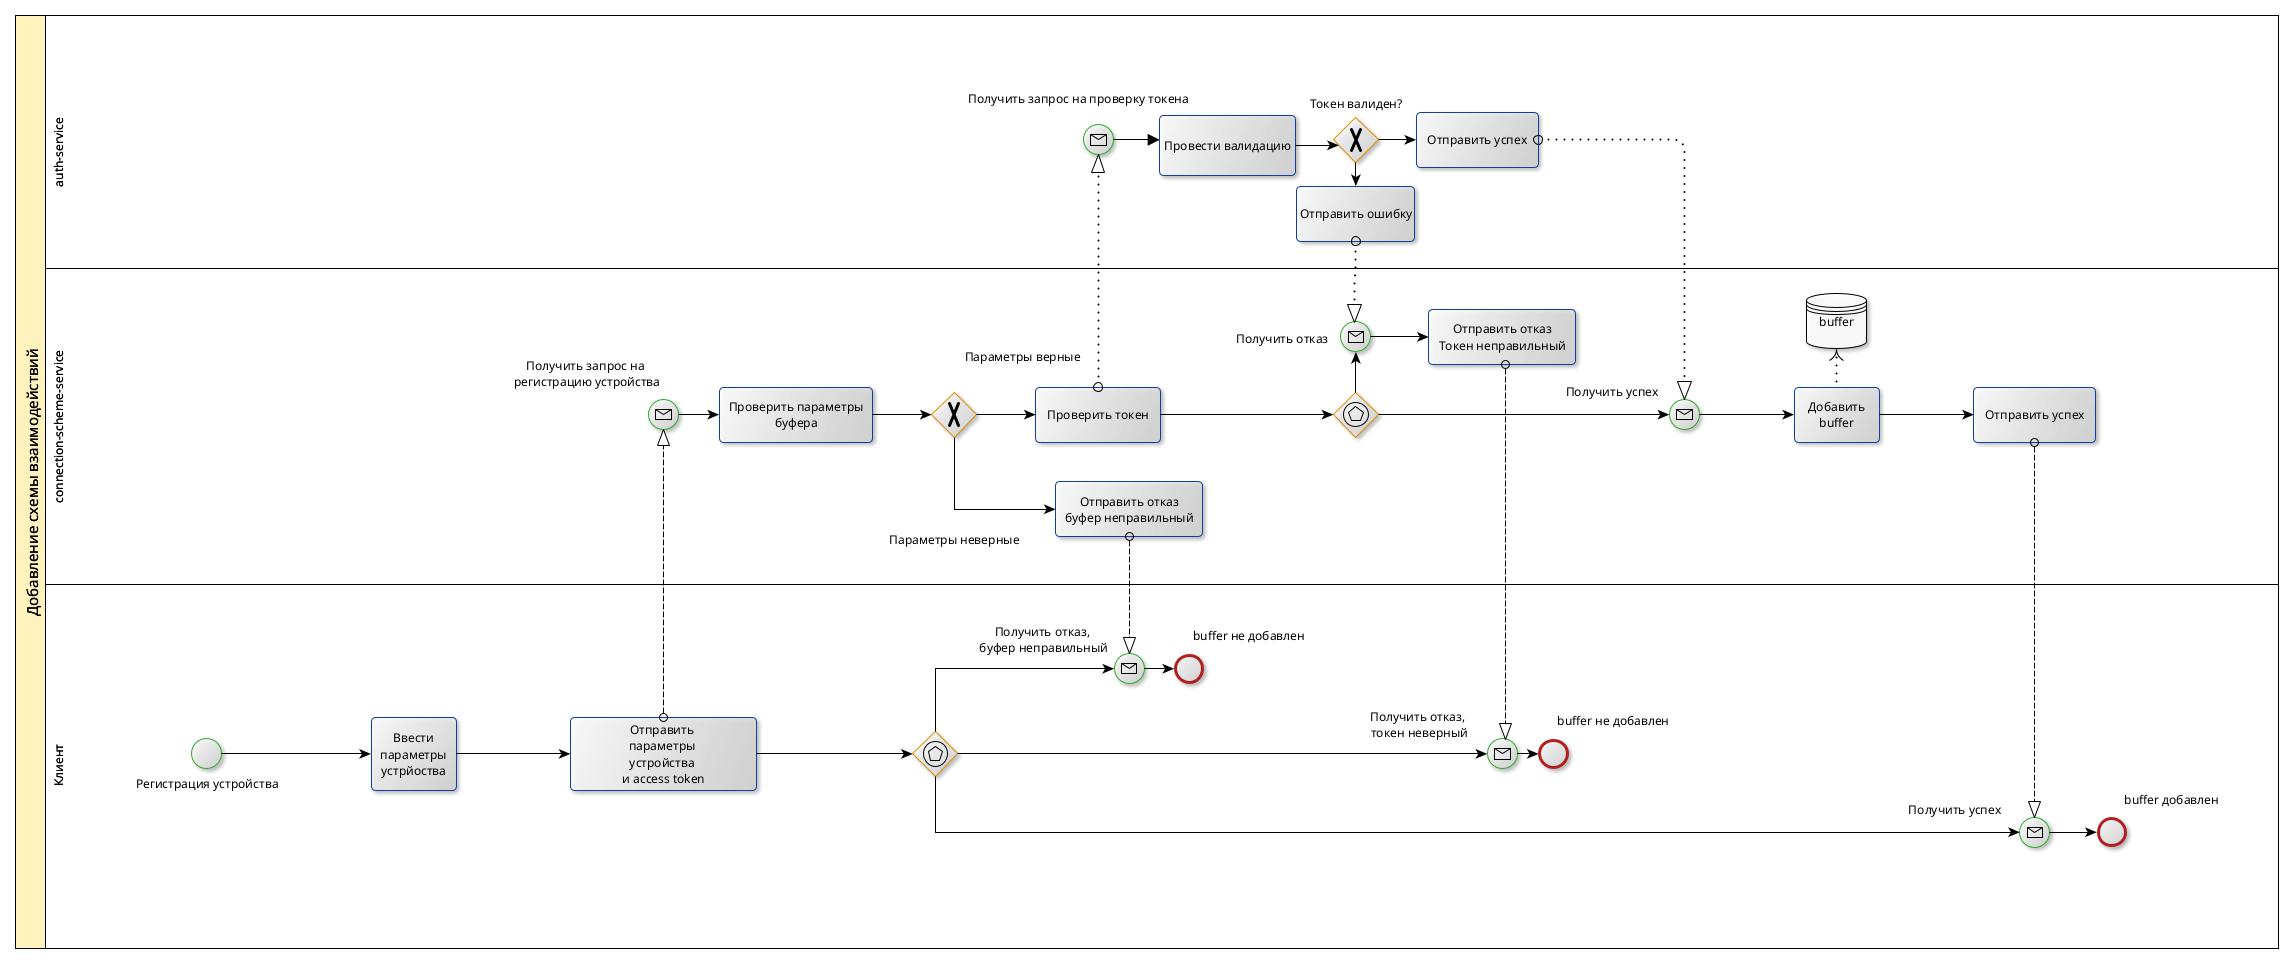 Добавление схемы взаимодействий
auth-service
Получить запрос на проверку токена
Провести валидацию
Токен валиден?
Отправить успех
Отправить ошибку
connection-scheme-service
Получить запрос на
регистрацию устройства
Проверить параметры
буфера
Параметры верные
Проверить токен
Параметры неверные
Отправить отказ
буфер неправильный
Получить отказ
Отправить отказ
Токен неправильный
Получить успех
buffer
Добавить
buffer
Отправить успех
Клиент
Регистрация устройства
Ввести
параметры
устрйоства
Отправить
параметры
устройства
и access token
Получить отказ,
буфер неправильный
buffer не добавлен
Получить отказ,
токен неверный
buffer не добавлен
Получить успех
buffer добавлен